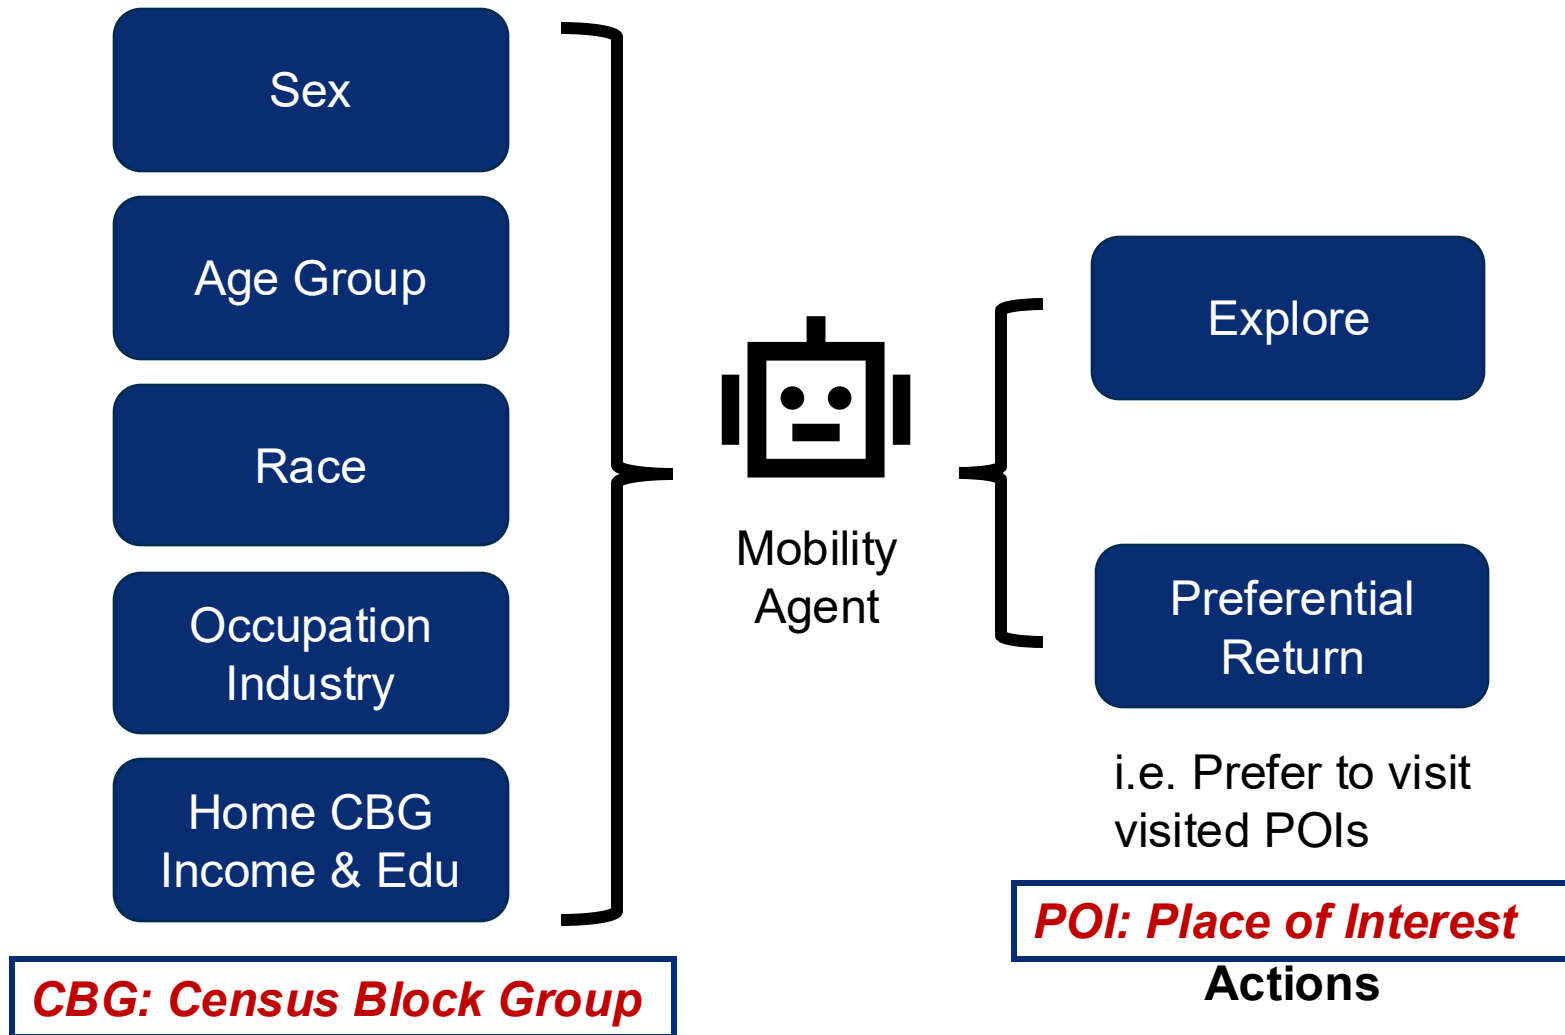 Sex
Age Group
Race
Occupation
Industry
Home CBG
Income & Edu
CBG: Census Block Group
Mobility
Agent
Explore
Preferential
Return
i.e. Prefer to visit
visited POIs
POI: Place of Interest
Actions